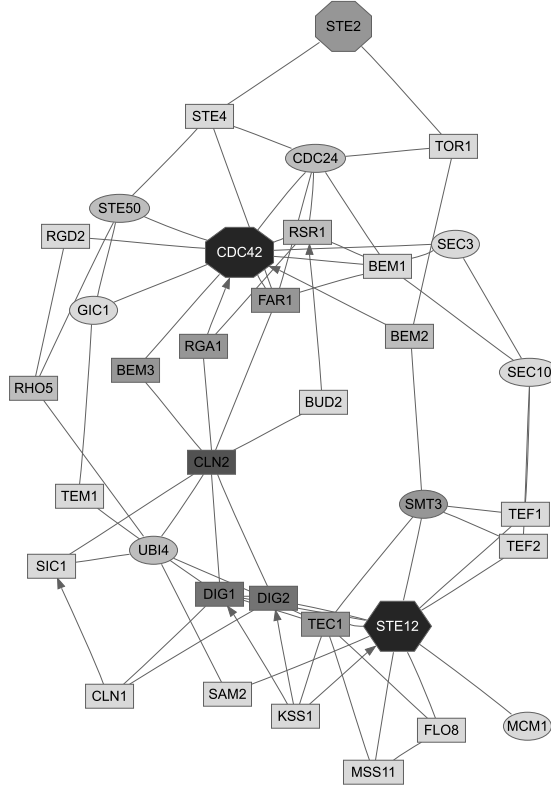 STE2
STE4
TOR1
CDC24
STE50
RGD2
RSR1
SEC3
CDC42
BEM1
FAR1
GIC1
BEM2
RGA1
BEM3
SEC10
RHO5
BUD2
CLN2
TEM1
SMT3
TEF1
UBI4
TEF2
SIC1
DIG1
DIG2
TEC1
STE12
CLN1
SAM2
KSS1
FLO8
MCM1
MSS11